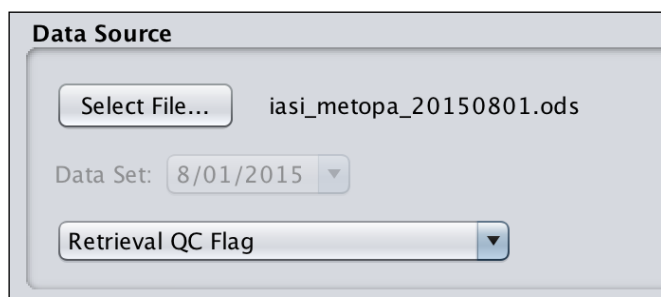 Data Source
Select File... iasi_metopa_20150801.ods
Data Set: 8/01/2015
Retrieval QC Flag